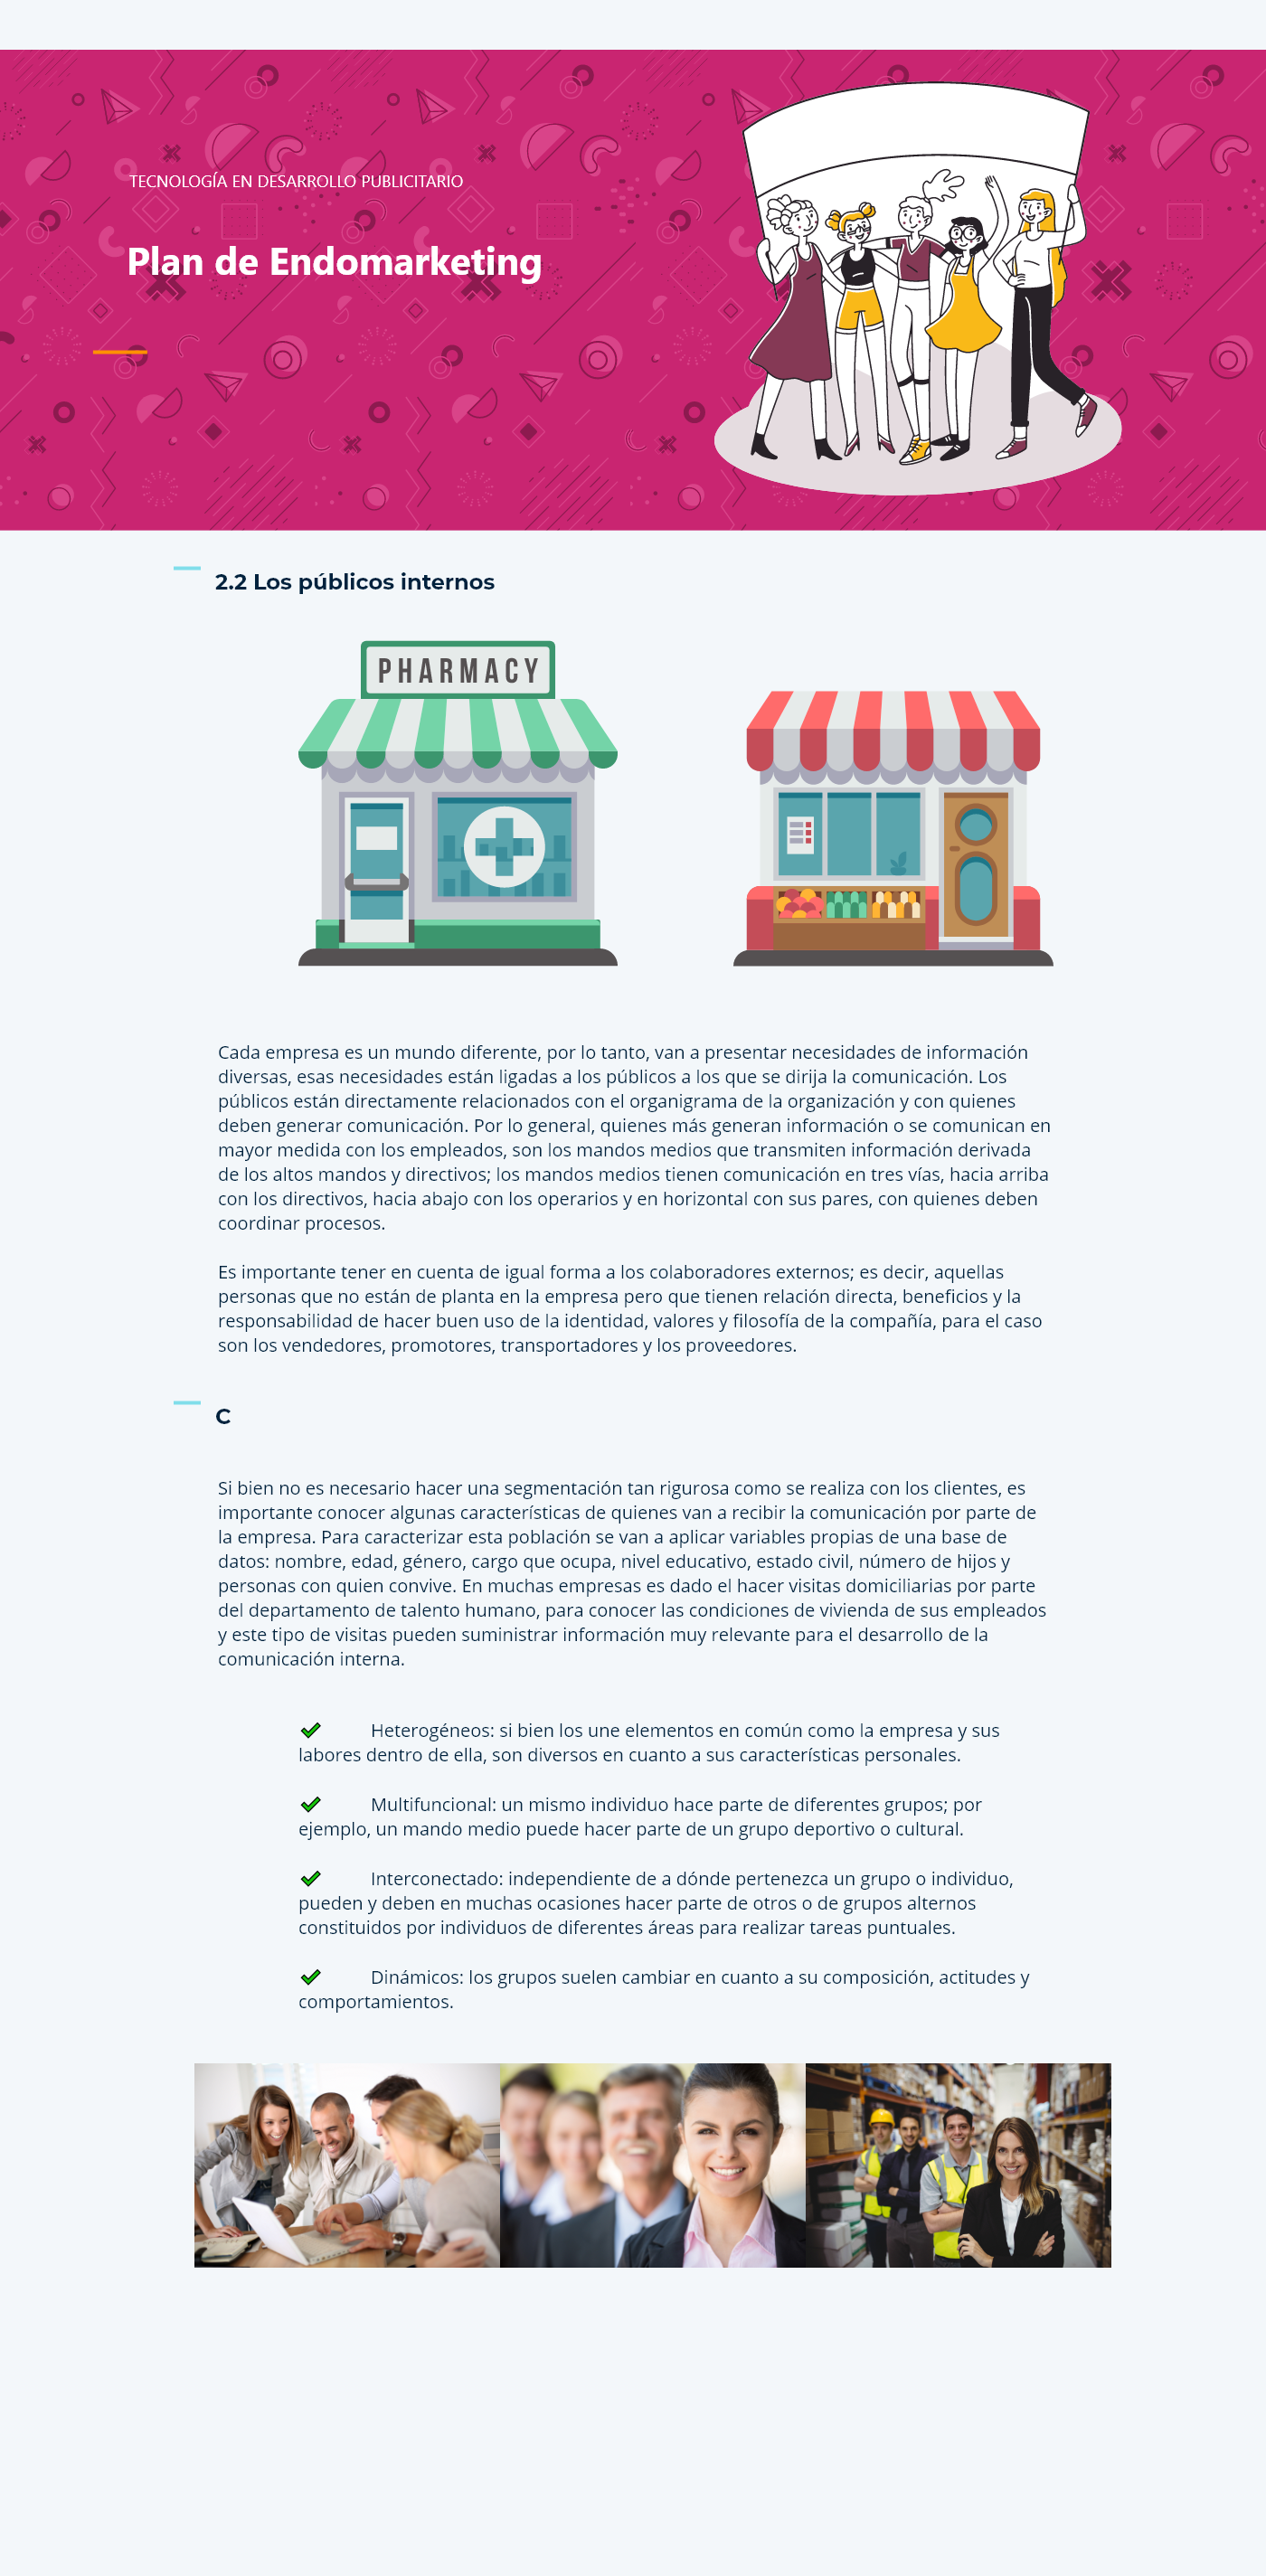 TECNOLOGÍA EN DESARROLLO PUBLICITARIO
Plan de Endomarketing
2.2 Los públicos internos
PHARMACY
Cada empresa es un mundo diferente, por lo tanto, van a presentar necesidades de información
diversas, esas necesidades están ligadas a los públicos a los que se dirija la comunicación. Los
públicos están directamente relacionados con el organigrama de la organización y con quienes
deben generar comunicación. Por lo general, quienes más generan información o se comunican en
mayor medida con los empleados, son los mandos medios que transmiten información derivada
de los altos mandos y directivos; los mandos medios tienen comunicación en tres vías, hacia arriba
con los directivos, hacia abajo con los operarios y en horizontal con sus pares, con quienes deben
coordinar procesos.
Es importante tener en cuenta de igual forma a los colaboradores externos; es decir, aquellas
personas que no están de planta en la empresa pero que tienen relación directa, beneficios y la
responsabilidad de hacer buen uso de la identidad, valores y filosofía de la compañía, para el caso
son los vendedores, promotores, transportadores y los proveedores.
C
Si bien no es necesario hacer una segmentación tan rigurosa como se realiza con los clientes, es
importante conocer algunas características de quienes van a recibir la comunicación por parte de
la empresa. Para caracterizar esta población se van a aplicar variables propias de una base de
datos: nombre, edad, género, cargo que ocupa, nivel educativo, estado civil, número de hijos y
personas con quien convive. En muchas empresas es dado el hacer visitas domiciliarias por parte
del departamento de talento humano, para conocer las condiciones de vivienda de sus empleados
y este tipo de visitas pueden suministrar información muy relevante para el desarrollo de la
comunicación interna.
Heterogéneos: si bien los une elementos en común como la empresa y sus
labores dentro de ella, son diversos en cuanto a sus características personales.
Multifuncional: un mismo individuo hace parte de diferentes grupos; por
ejemplo, un mando medio puede hacer parte de un grupo deportivo o cultural.
Interconectado: independiente de a dónde pertenezca un grupo o individuo,
pueden y deben en muchas ocasiones hacer parte de otros o de grupos alternos
constituidos por individuos de diferentes áreas para realizar tareas puntuales.
Dinámicos: los grupos suelen cambiar en cuanto a su composición, actitudes y
comportamientos.